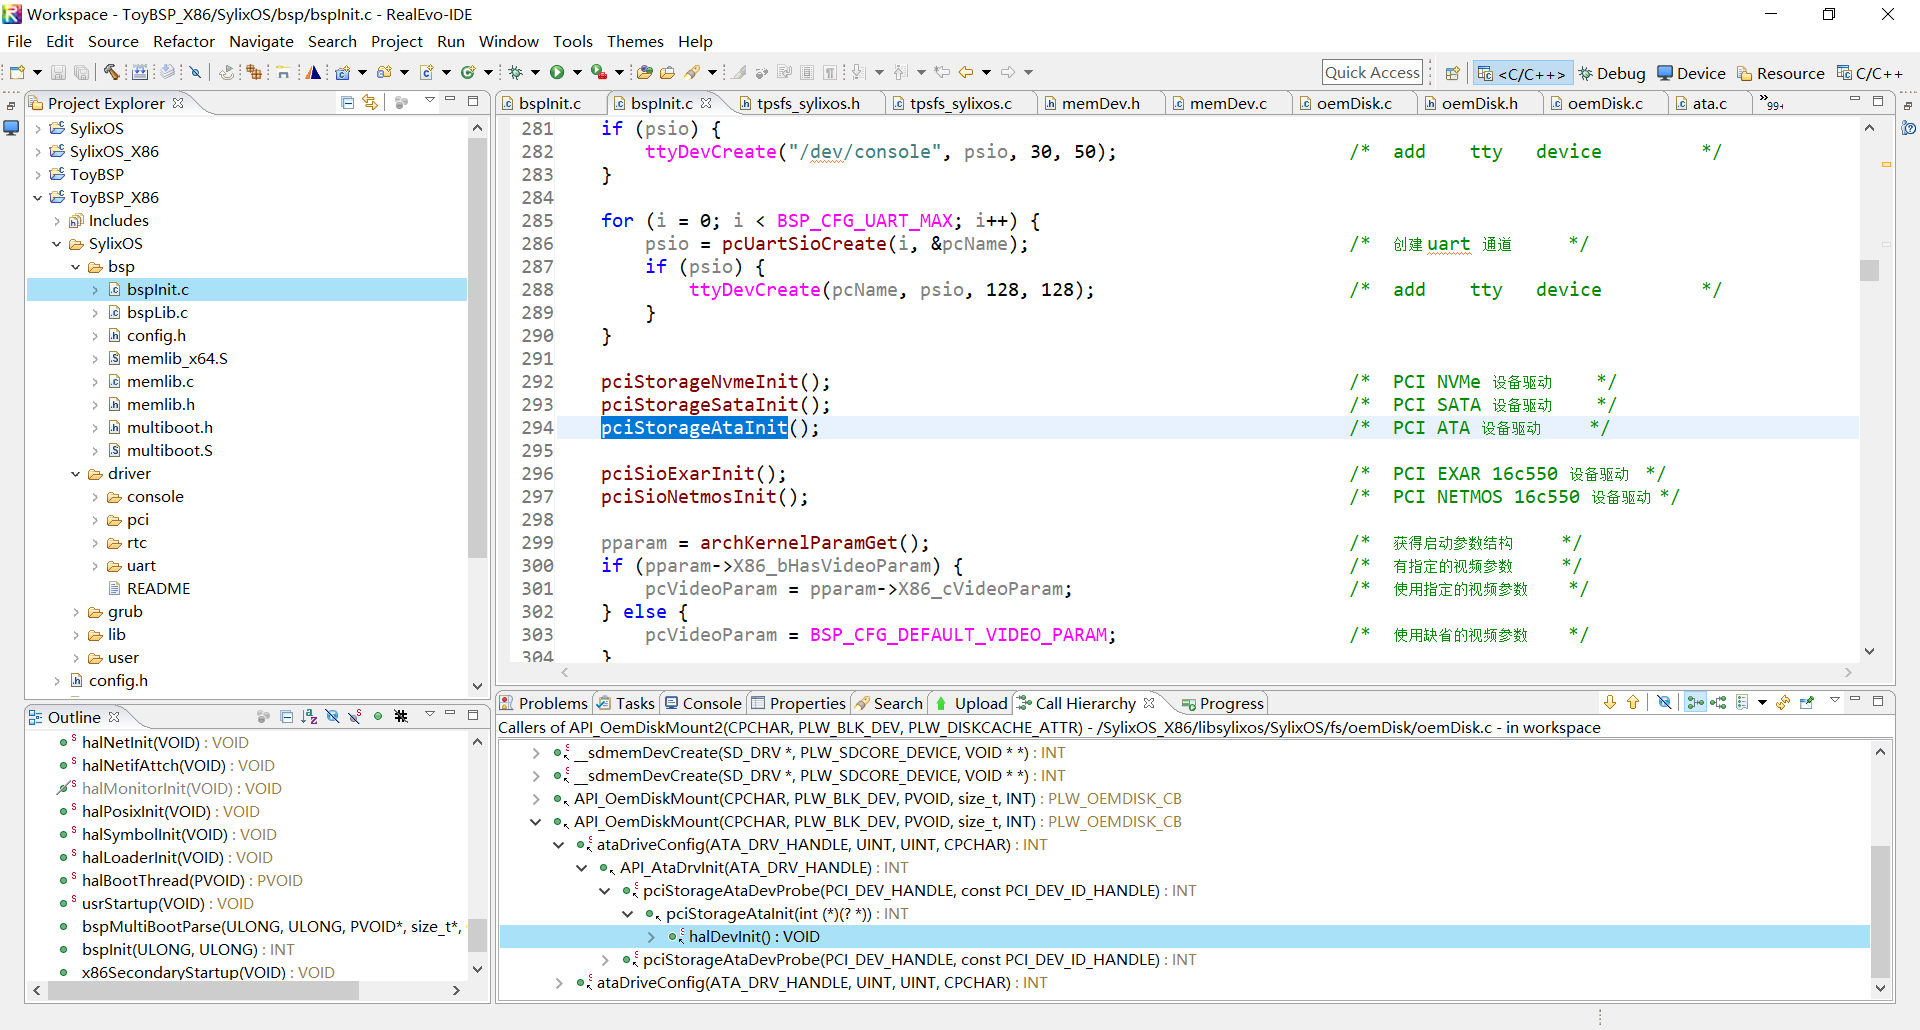 Workspace - ToyBSP_X86/SylixOS/bsp/bspInit.c - RealEvo-IDE
File Edit Source Refactor Navigate Search Project Run Window Tools Themes Help
Quick Access <C/C++> Debug Device Resource C/C++
Project Explorer
SylixOS
SylixOS_X86
ToyBSP
ToyBSP_X86
Includes
SylixOS
bsp
bspInit.c
bspLib.c
config.h
memlib_x64.S
memlib.c
memlib.h
multiboot.h
multiboot.S
driver
console
pci
rtc
uart
README
grub
lib
user
config.h
bspInit.c bspInit.c tpsfs_sylixos.h tpsfs_sylixos.c memDev.h memDev.c oemDisk.c oemDisk.h oemDisk.c ata.c 99+
281 if (psio) {
282 ttyDevCreate("/dev/console", psio, 30, 50); /* add tty device */
283 }
284
285 for (i = 0; i < BSP_CFG_UART_MAX; i++) {
286 psio = pcUartSioCreate(i, &pcName); /* 创建 uart 通道 */
287 if (psio) {
288 ttyDevCreate(pcName, psio, 128, 128); /* add tty device */
289 }
290 }
291
292 pciStorageNvmeInit(); /* PCI NVMe 设备驱动 */
293 pciStorageSataInit(); /* PCI SATA 设备驱动 */
294 pciStorageAtaInit(); /* PCI ATA 设备驱动 */
295
296 pciSioExarInit(); /* PCI EXAR 16c550 设备驱动 */
297 pciSioNetmosInit(); /* PCI NETMOS 16c550 设备驱动 */
298
299 pparam = archKernelParamGet(); /* 获得启动参数结构 */
300 if (pparam->X86_bHasVideoParam) { /* 有指定的视频参数 */
301 pcVideoParam = pparam->X86_cVideoParam; /* 使用指定的视频参数 */
302 } else {
303 pcVideoParam = BSP_CFG_DEFAULT_VIDEO_PARAM; /* 使用缺省的视频参数 */
304 }
Outline
halNetInit(VOID) : VOID
halNetifAttch(VOID) : VOID
halMonitorInit(VOID) : VOID
halPosixInit(VOID) : VOID
halSymbolInit(VOID) : VOID
halLoaderInit(VOID) : VOID
halBootThread(PVOID) : PVOID
usrStartup(VOID) : VOID
bspMultiBootParse(ULONG, ULONG, PVOID*, size_t*,
bspInit(ULONG, ULONG) : INT
x86SecondaryStartup(VOID) : VOID
Problems Tasks Console Properties Search Upload Call Hierarchy Progress
Callers of API_OemDiskMount2(CPCHAR, PLW_BLK_DEV, PLW_DISKCACHE_ATTR) - /SylixOS_X86/libsylixos/SylixOS/fs/oemDisk/oemDisk.c - in workspace
__sdmemDevCreate(SD_DRV *, PLW_SDCORE_DEVICE, VOID * *) : INT
__sdmemDevCreate(SD_DRV *, PLW_SDCORE_DEVICE, VOID * *) : INT
API_OemDiskMount(CPCHAR, PLW_BLK_DEV, PVOID, size_t, INT) : PLW_OEMDISK_CB
API_OemDiskMount(CPCHAR, PLW_BLK_DEV, PVOID, size_t, INT) : PLW_OEMDISK_CB
ataDriveConfig(ATA_DRV_HANDLE, UINT, UINT, CPCHAR) : INT
API_AtaDrvInit(ATA_DRV_HANDLE) : INT
pciStorageAtaDevProbe(PCI_DEV_HANDLE, const PCI_DEV_ID_HANDLE) : INT
pciStorageAtaInit(int (*)(? *)) : INT
halDevInit() : VOID
pciStorageAtaDevProbe(PCI_DEV_HANDLE, const PCI_DEV_ID_HANDLE) : INT
ataDriveConfig(ATA_DRV_HANDLE, UINT, UINT, CPCHAR) : INT